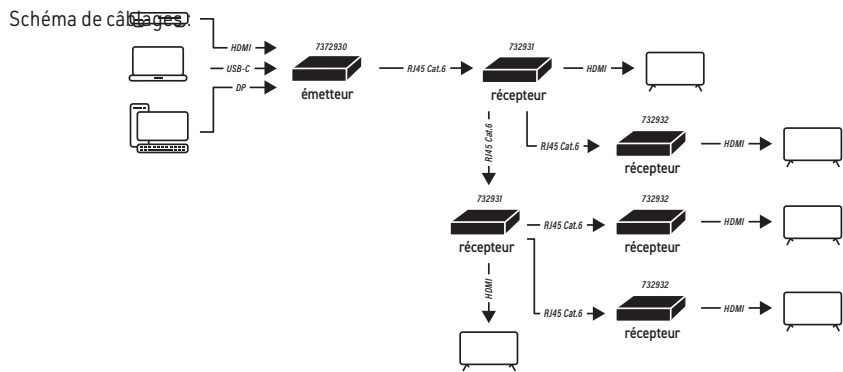 Schéma de câblages :
HDMI
USB-C
DP
7372930
émetteur
RJ45 Cat.6
732931
récepteur
HDMI
RJ45 Cat.6
RJ45 Cat.6
732932
récepteur
HDMI
732931
récepteur
RJ45 Cat.6
732932
récepteur
HDMI
HDMI
RJ45 Cat.6
732932
récepteur
HDMI